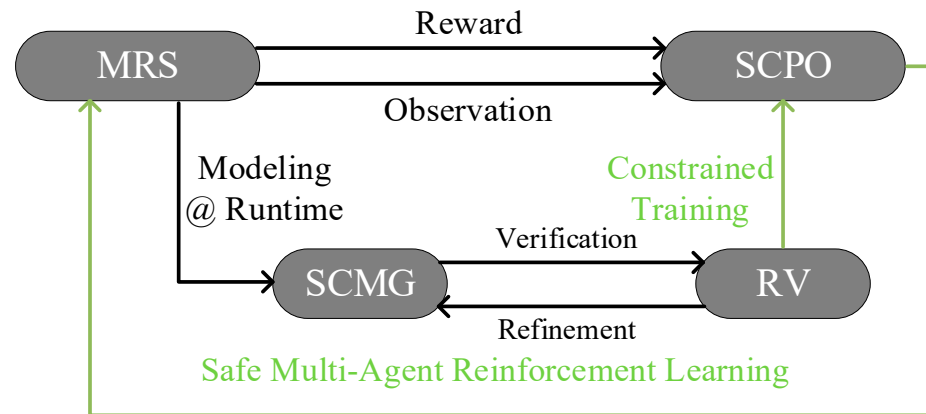 Reward
MRS
SCPO
Observation
Modeling
@ Runtime
Constrained
Training
Verification
SCMG
RV
Refinement
Safe Multi-Agent Reinforcement Learning